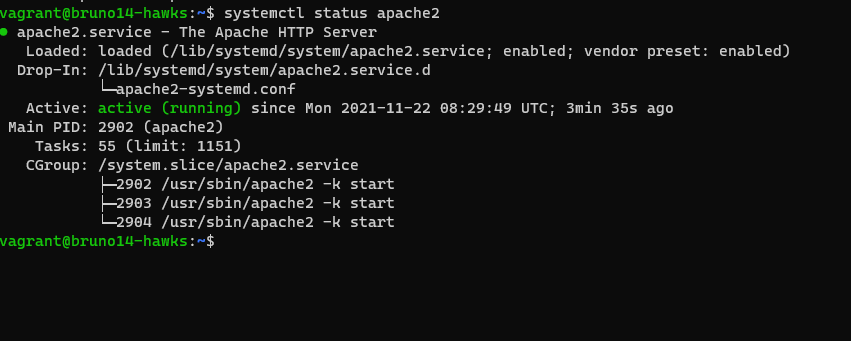 vagrant@bruno14-hawks:~$ systemctl status apache2
● apache2.service - The Apache HTTP Server
   Loaded: loaded (/lib/systemd/system/apache2.service; enabled; vendor preset: enabled)
  Drop-In: /lib/systemd/system/apache2.service.d
           └─apache2-systemd.conf
   Active: active (running) since Mon 2021-11-22 08:29:49 UTC; 3min 35s ago
 Main PID: 2902 (apache2)
    Tasks: 55 (limit: 1151)
   CGroup: /system.slice/apache2.service
           ├─2902 /usr/sbin/apache2 -k start
           ├─2903 /usr/sbin/apache2 -k start
           └─2904 /usr/sbin/apache2 -k start
vagrant@bruno14-hawks:~$